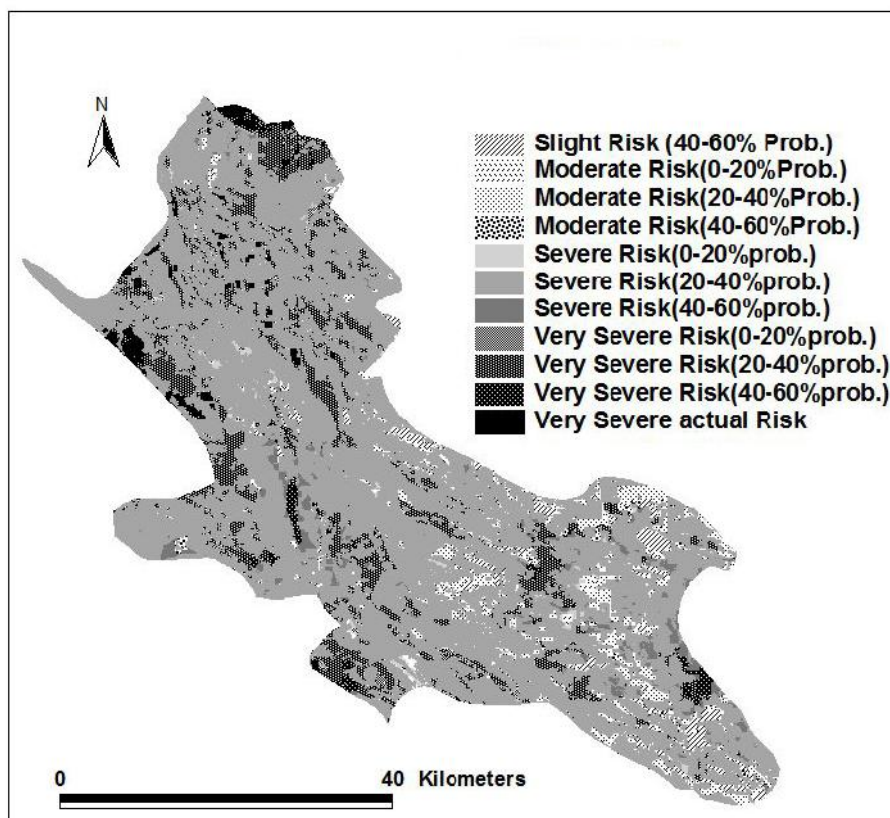 N
Slight Risk (40-60% Prob.)
Moderate Risk(0-20%Prob.)
Moderate Risk(20-40%Prob.)
Moderate Risk(40-60%Prob.)
Severe Risk(0-20%prob.)
Severe Risk(20-40%prob.)
Severe Risk(40-60%prob.)
Very Severe Risk(0-20%prob.)
Very Severe Risk(20-40%prob.)
Very Severe Risk(40-60%prob.)
Very Severe actual Risk
0 40 Kilometers